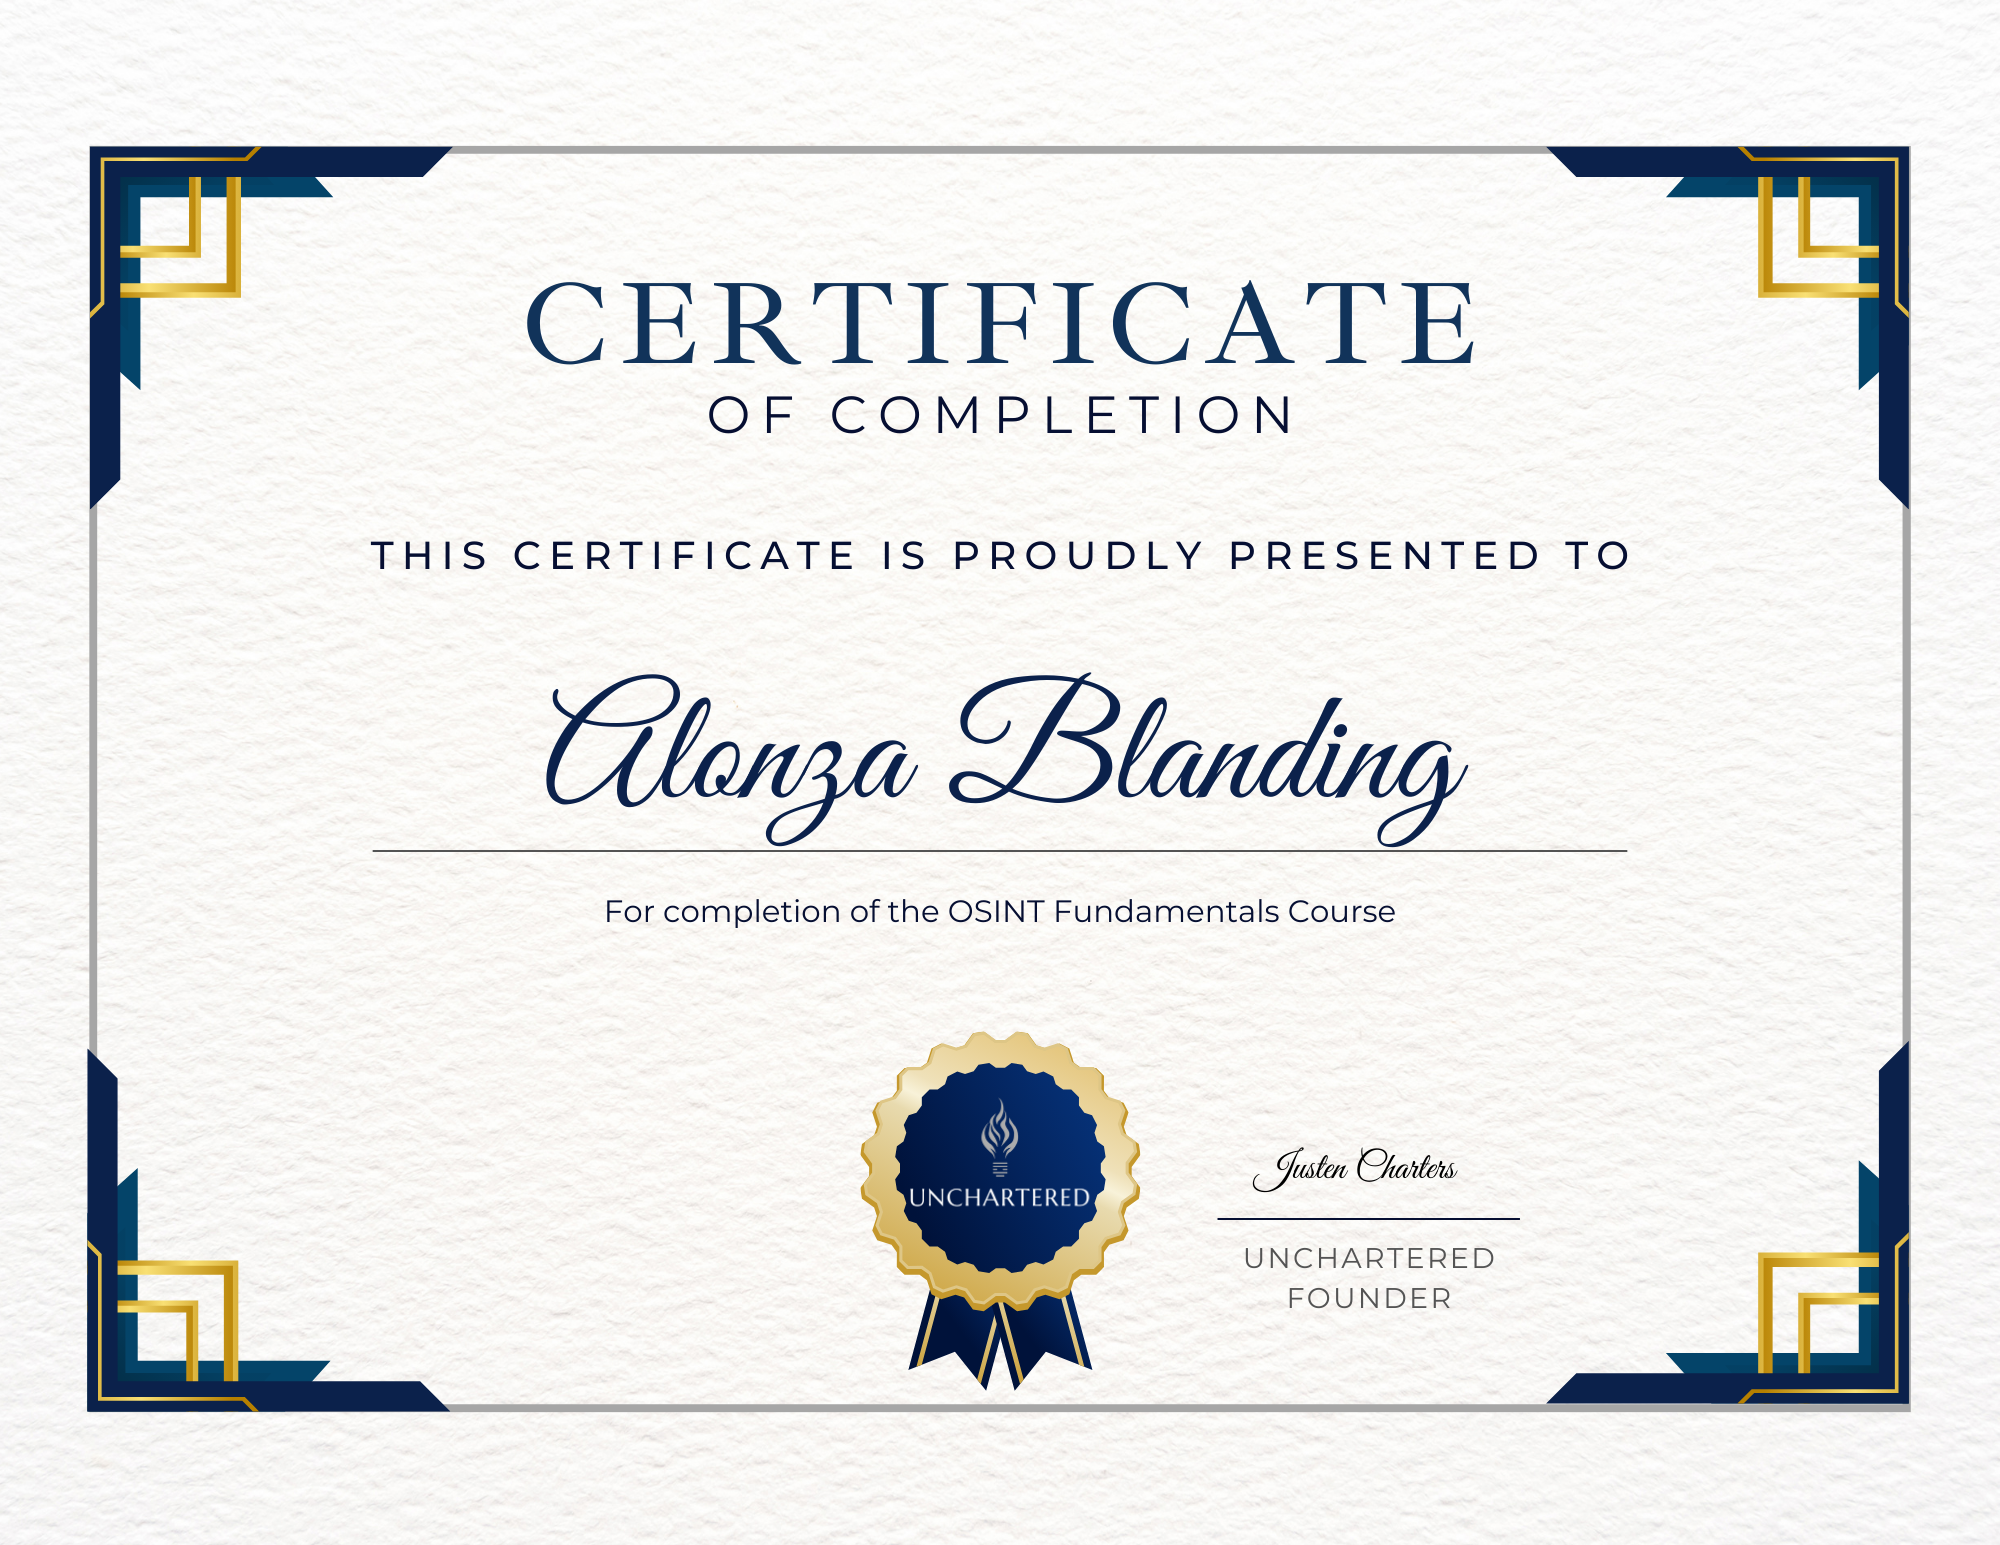 CERTIFICATE
OF COMPLETION
THIS CERTIFICATE IS PROUDLY PRESENTED TO
Alonza Blanding
For completion of the OSINT Fundamentals Course
UNCHARTERED
Justen Charters
UNCHARTERED
FOUNDER